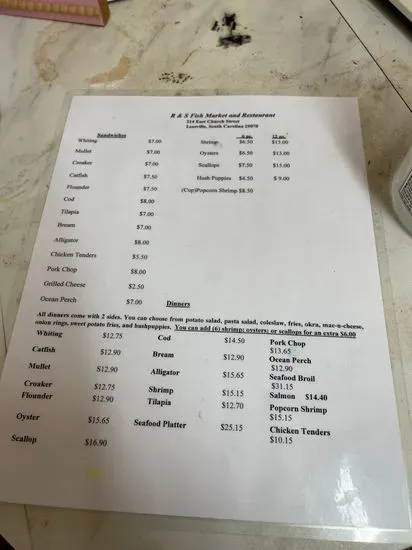 R & S Fish Market and Restaurant
214 East Church Street
Leesville, South Carolina 29070
Sandwiches
Whiting $7.00
Mullet $7.00
Croaker $7.00
Catfish $7.50
Flounder $7.50
Cod $8.00
Tilapia $7.00
Bream $7.00
Alligator $8.00
Chicken Tenders $5.50
Pork Chop $8.00
Grilled Cheese $2.50
Ocean Perch $7.00
6 pc. 12 pc.
Shrimp $6.50 $13.00
Oysters $6.50 $13.00
Scallops $7.50 $15.00
Hush Puppies $4.50 $ 9.00
(Cup)Popcorn Shrimp $8.50
Dinners
All dinners come with 2 sides. You can choose from potato salad, pasta salad, coleslaw, fries, okra, mac-n-cheese,
onion rings, sweet potato fries, and hushpuppies. You can add (6) shrimp; oysters; or scallops for an extra $6.00
Whiting $12.75
Catfish $12.90
Mullet $12.90
Croaker $12.75
Flounder $12.90
Oyster $15.65
Scallop $16.90
Cod $14.50
Bream $12.90
Alligator $15.65
Shrimp $15.15
Tilapia $12.70
Seafood Platter $25.15
Pork Chop
$13.65
Ocean Perch
$12.90
Seafood Broil
$31.15
Salmon $14.40
Popcorn Shrimp
$15.15
Chicken Tenders
$10.15